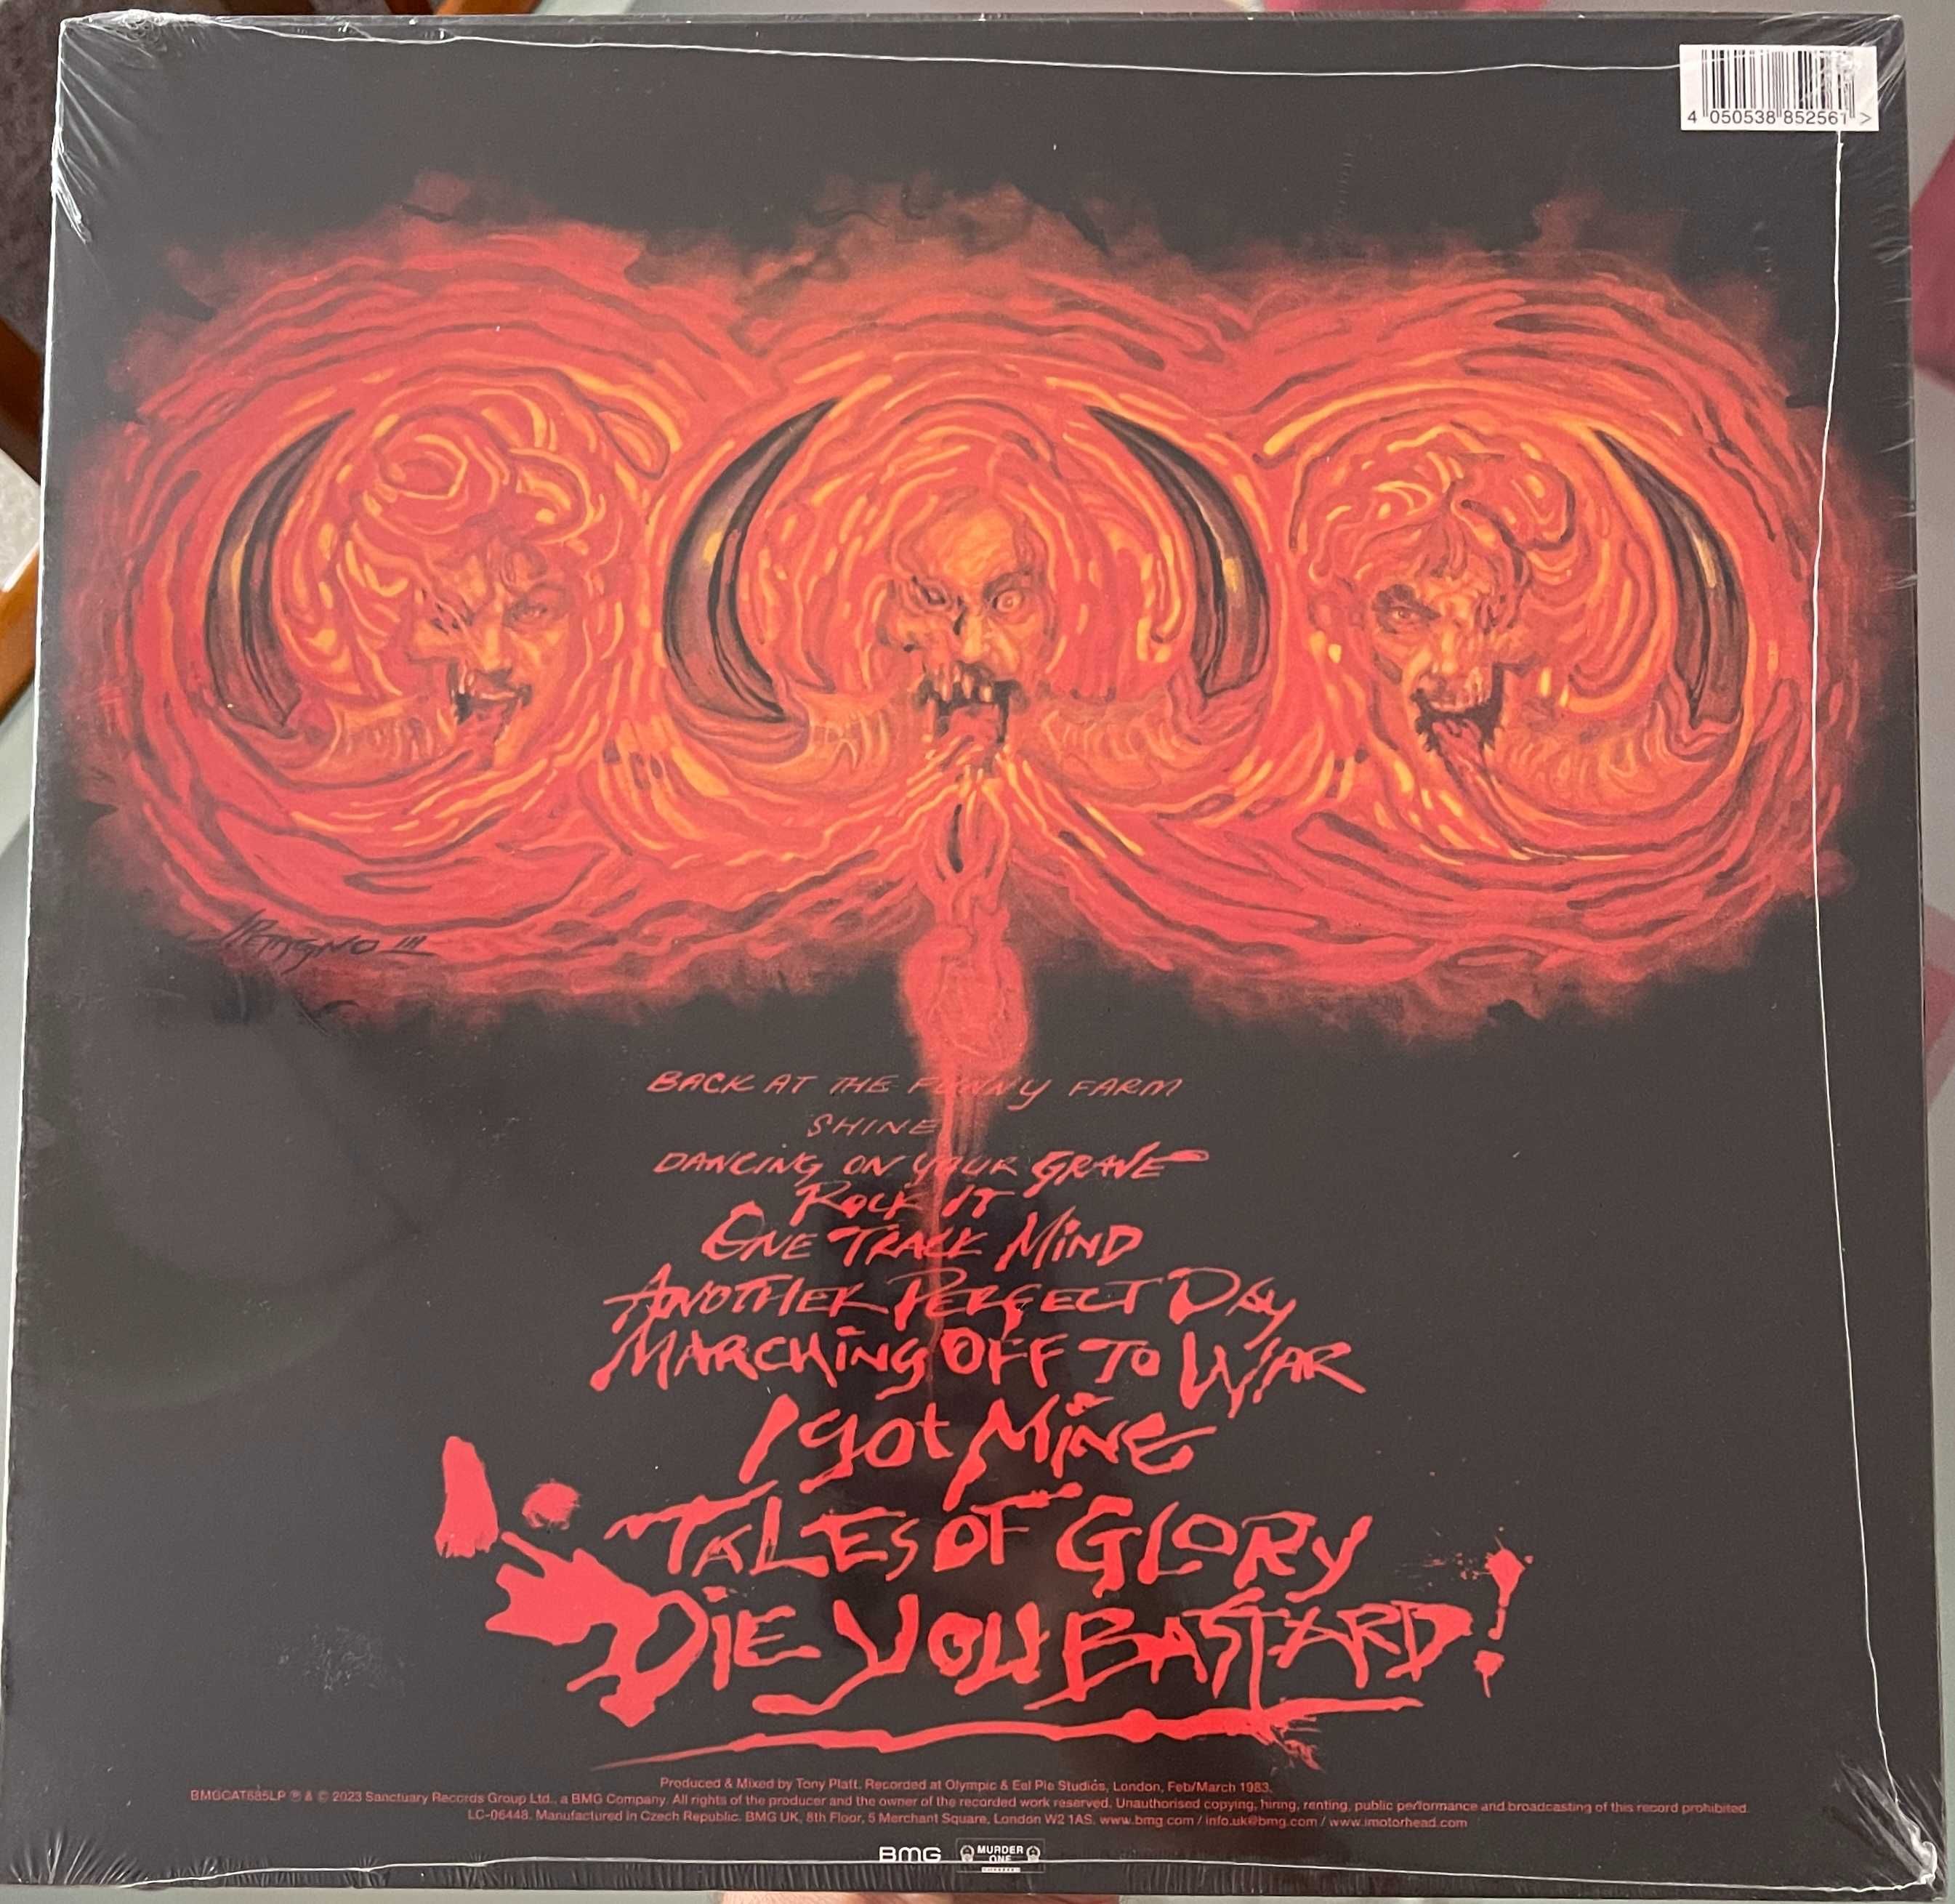 4 050538 852561 >
Petagno III
BACK AT THE FUNNY FARM
SHINE
DANCING ON YOUR GRAVE
ROCK IT
ONE TRACK MIND
ANOTHER PERFECT DAY
MARCHING OFF TO WAR
I got MINE
TALES OF GLORY
DIE YOU BASTARD!
Produced & Mixed by Tony Platt. Recorded at Olympic & Eel Pie Studios, London, Feb/March 1983.
BMGCAT685LP ℗ & © 2023 Sanctuary Records Group Ltd., a BMG Company. All rights of the producer and the owner of the recorded work reserved. Unauthorised copying, hiring, renting, public performance and broadcasting of this record prohibited.
LC-06448. Manufactured in Czech Republic. BMG UK, 8th Floor, 5 Merchant Square, London W2 1AS. www.bmg.com / info.uk@bmg.com / www.imotorhead.com
BMG MURDER
ONE